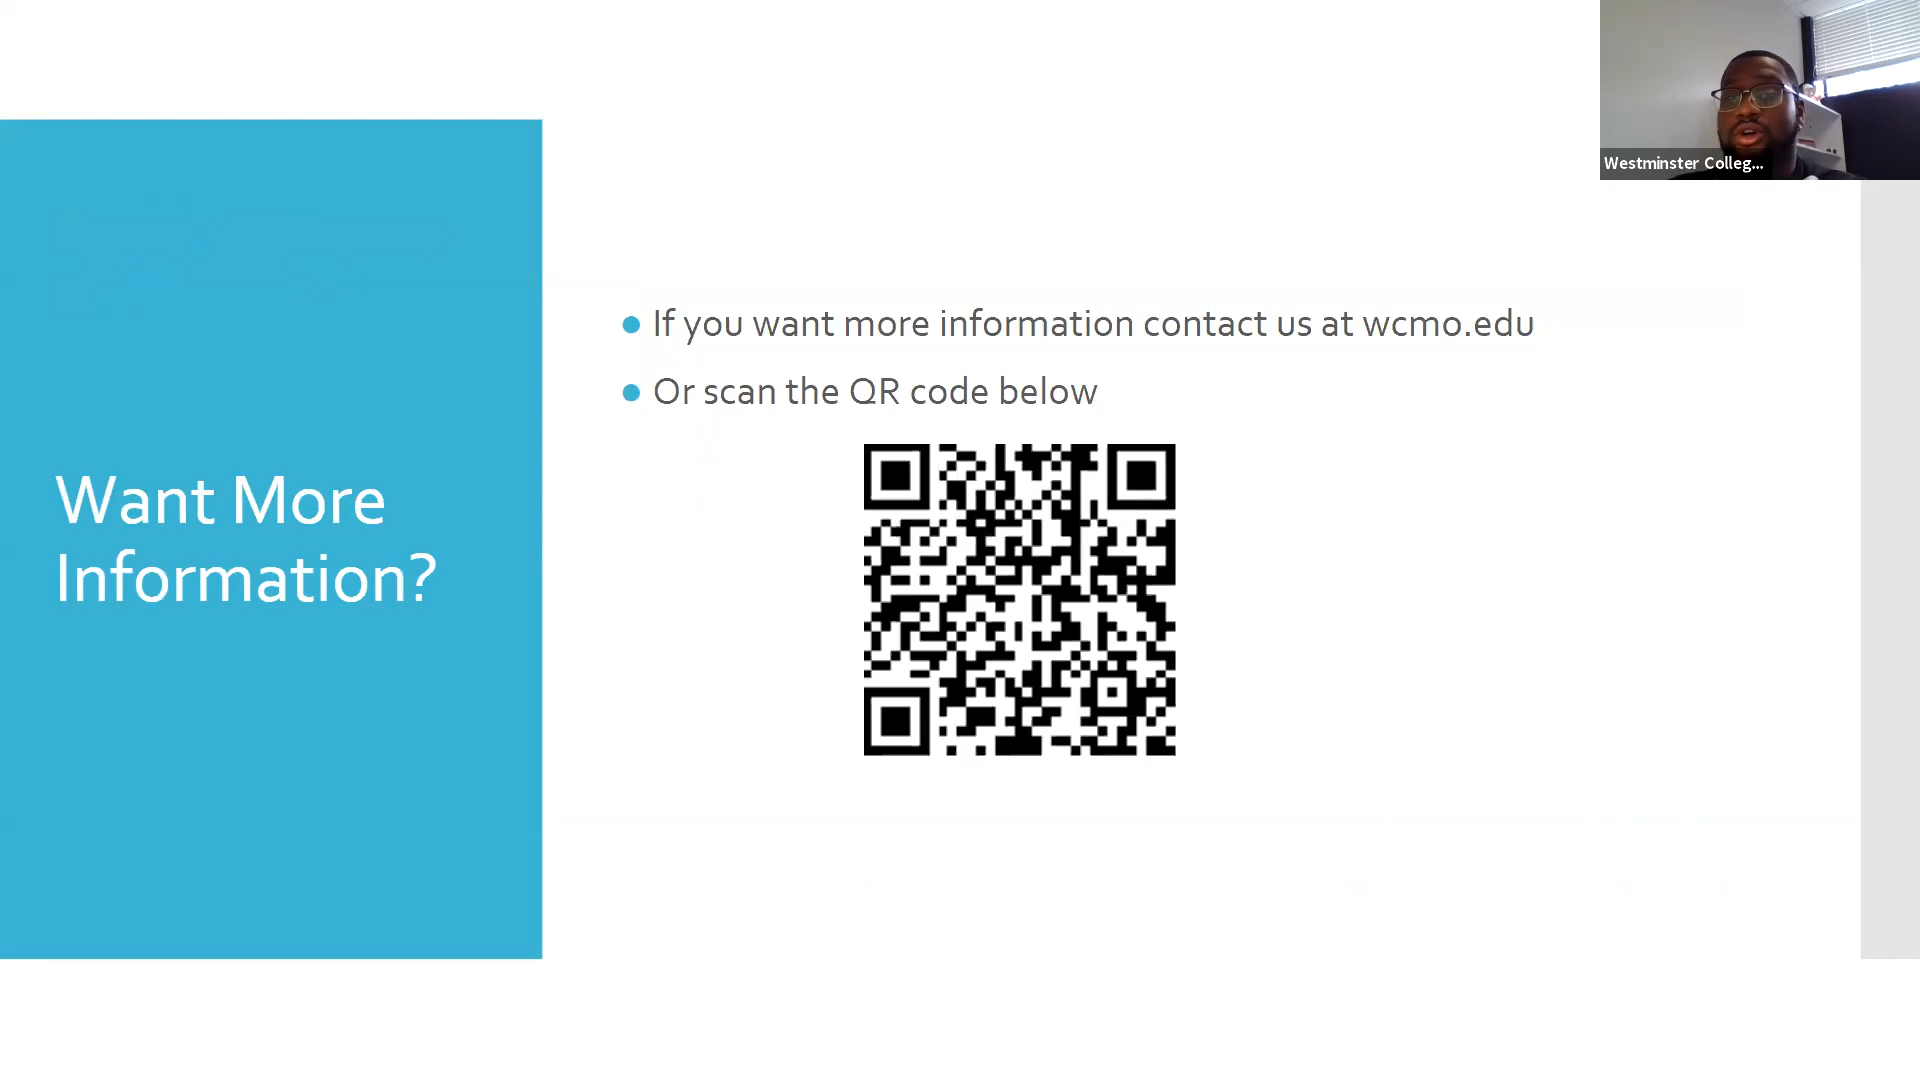 Westminster Colleg...
If you want more information contact us at wcmo.edu
Or scan the QR code below
Want More
Information?